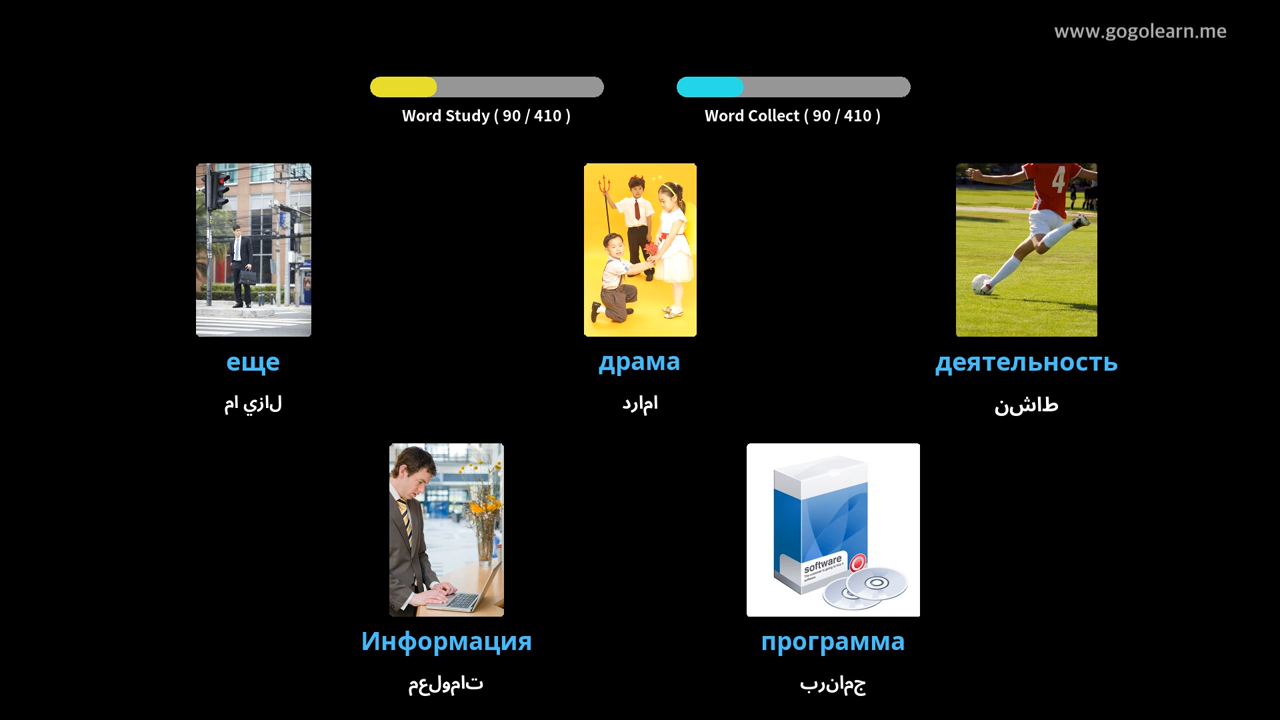 www.gogolearn.me
Word Study ( 90 / 410 )
Word Collect ( 90 / 410 )
4
еще
драма
деятельность
لازي ام
امارد
طاشن
software
Информация
программа
تامولعم
جمانرب